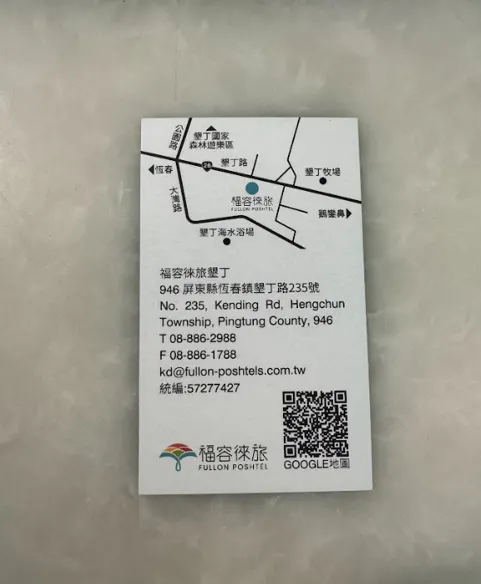 公園路
墾丁國家
森林遊樂區
26
墾丁路
墾丁牧場
恆春
大灣路
福容徠旅
FULLON POSHTEL
鵝鑾鼻
墾丁海水浴場
福容徠旅墾丁
946 屏東縣恆春鎮墾丁路235號
No. 235, Kending Rd, Hengchun
Township, Pingtung County, 946
T 08-886-2988
F 08-886-1788
kd@fullon-poshtels.com.tw
統編:57277427
福容徠旅
FULLON POSHTEL
GOOGLE地圖